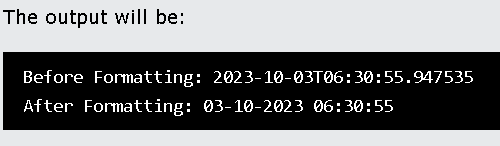 The output will be:
Before Formatting: 2023-10-03T06:30:55.947535
After Formatting: 03-10-2023 06:30:55